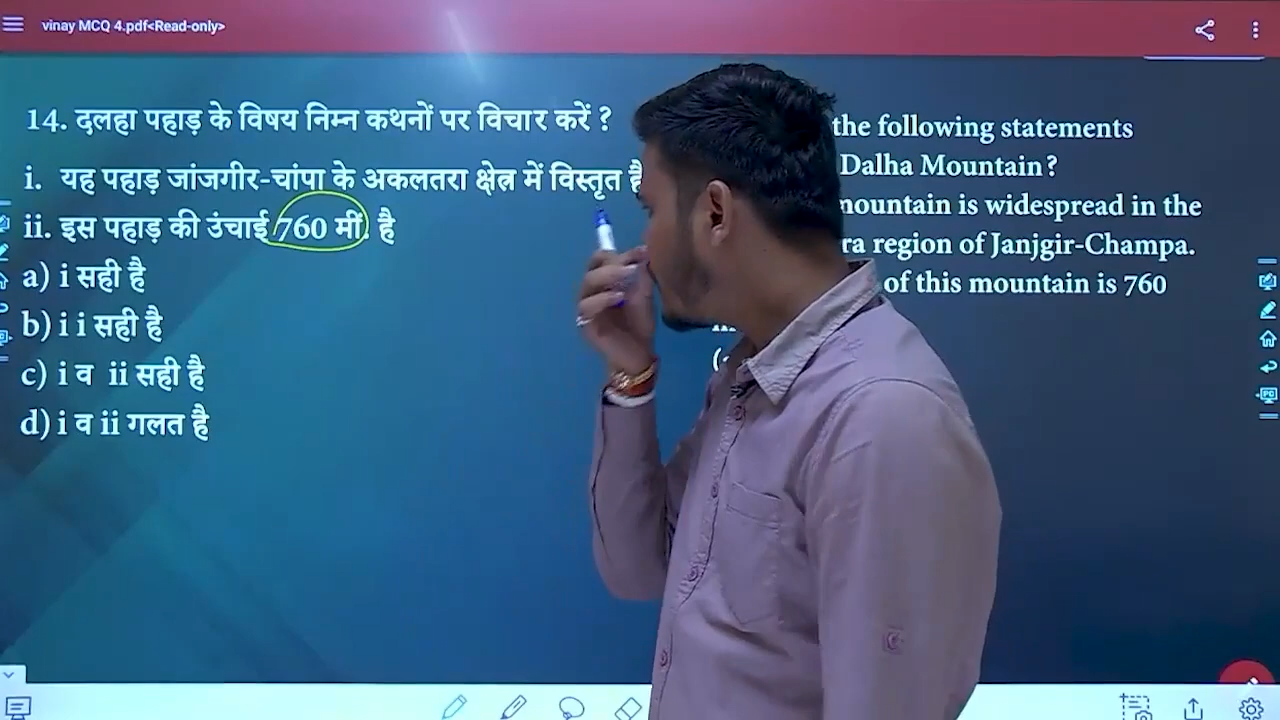 vinay MCQ 4.pdf<Read-only>
14. दलहा पहाड़ के विषय निम्न कथनों पर विचार करें ?
i. यह पहाड़ जांजगीर-चांपा के अकलतरा क्षेत्र में विस्तृत है
ii. इस पहाड़ की उंचाई 760 मीं. है
a) i सही है
b) i i सही है
c) i व ii सही है
d) i व ii गलत है
the following statements
Dalha Mountain?
mountain is widespread in the
ra region of Janjgir-Champa.
of this mountain is 760